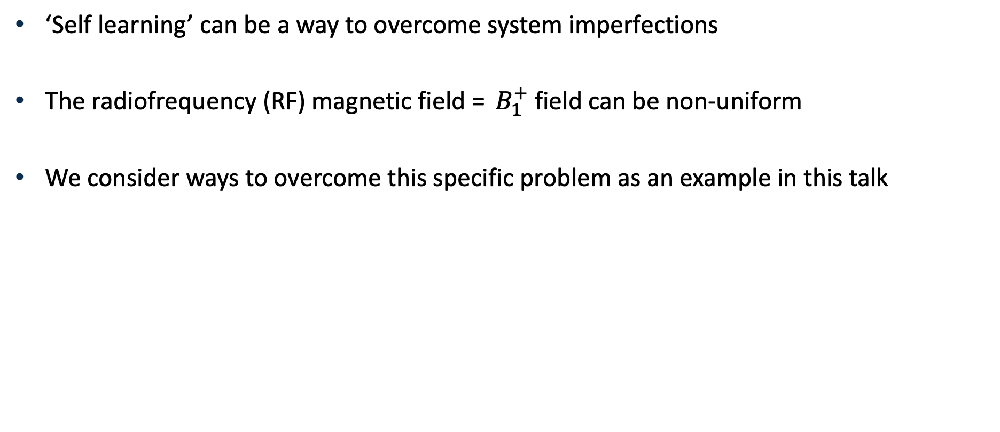 • ‘Self learning’ can be a way to overcome system imperfections
• The radiofrequency (RF) magnetic field = $B_1^+$ field can be non-uniform
• We consider ways to overcome this specific problem as an example in this talk